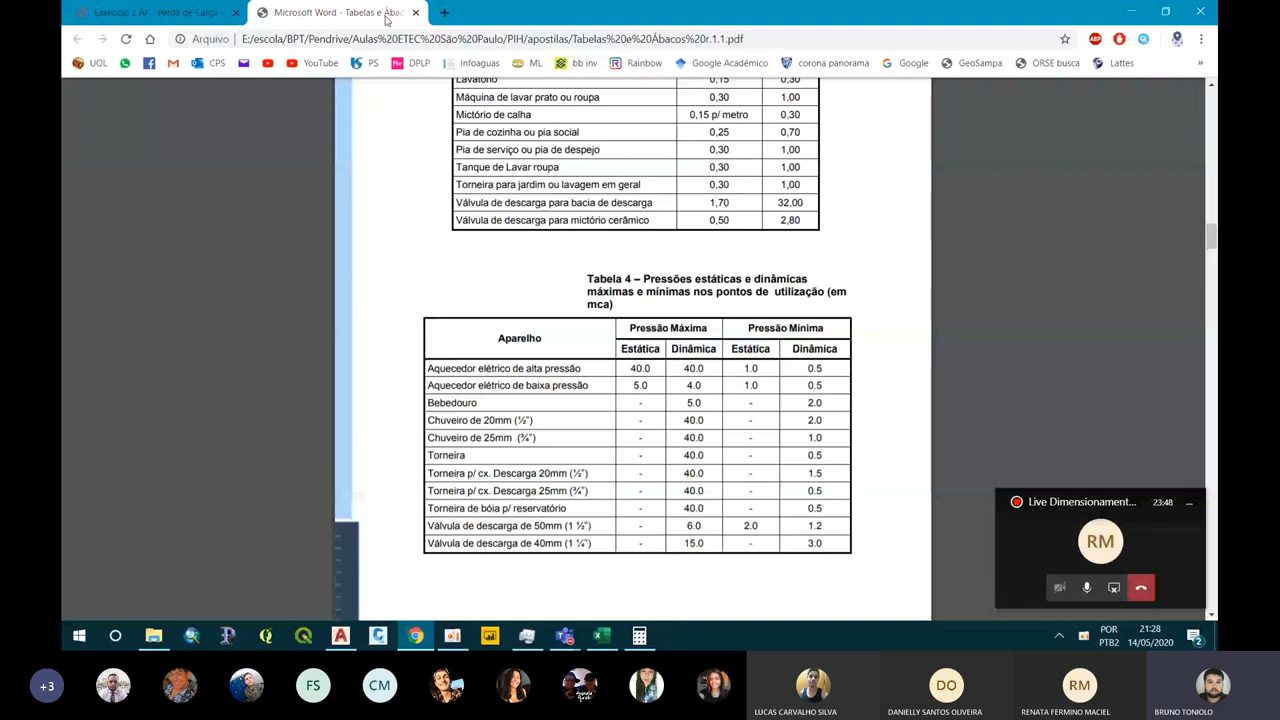 Exercicio 2 AF - Perda de Carga
Microsoft Word - Tabelas e Ábac
Arquivo
E:/escola/BPT/Pendrive/Aulas%20ETEC%20São%20Paulo/PIH/apostilas/Tabelas%20e%20Ábacos%20r.1.1.pdf
UOL
CPS
YouTube
PS
DPLP
Infoaguas
ML
bb inv
Rainbow
Google Acadêmico
corona panorama
Google
GeoSampa
ORSE busca
Lattes
»
Lavatório 0,15 0,30
Máquina de lavar prato ou roupa 0,30 1,00
Mictório de calha 0,15 p/ metro 0,30
Pia de cozinha ou pia social 0,25 0,70
Pia de serviço ou pia de despejo 0,30 1,00
Tanque de Lavar roupa 0,30 1,00
Torneira para jardim ou lavagem em geral 0,30 1,00
Válvula de descarga para bacia de descarga 1,70 32,00
Válvula de descarga para mictório cerâmico 0,50 2,80
Tabela 4 – Pressões estáticas e dinâmicas
máximas e mínimas nos pontos de utilização (em
mca)
Aparelho Pressão Máxima Pressão Mínima
Estática Dinâmica Estática Dinâmica
Aquecedor elétrico de alta pressão 40.0 40.0 1.0 0.5
Aquecedor elétrico de baixa pressão 5.0 4.0 1.0 0.5
Bebedouro - 5.0 - 2.0
Chuveiro de 20mm (½”) - 40.0 - 2.0
Chuveiro de 25mm (¾”) - 40.0 - 1.0
Torneira - 40.0 - 0.5
Torneira p/ cx. Descarga 20mm (½”) - 40.0 - 1.5
Torneira p/ cx. Descarga 25mm (¾”) - 40.0 - 0.5
Torneira de bóia p/ reservatório - 40.0 - 0.5
Válvula de descarga de 50mm (1 ½”) - 6.0 2.0 1.2
Válvula de descarga de 40mm (1 ¼”) - 15.0 - 3.0
Live Dimensionament... 23:48
RM
POR
PTB2
21:28
14/05/2020
2
+3
FS
CM
DO
RM
LUCAS CARVALHO SILVA
DANIELLY SANTOS OLIVEIRA
RENATA FERMINO MACIEL
BRUNO TONIOLO